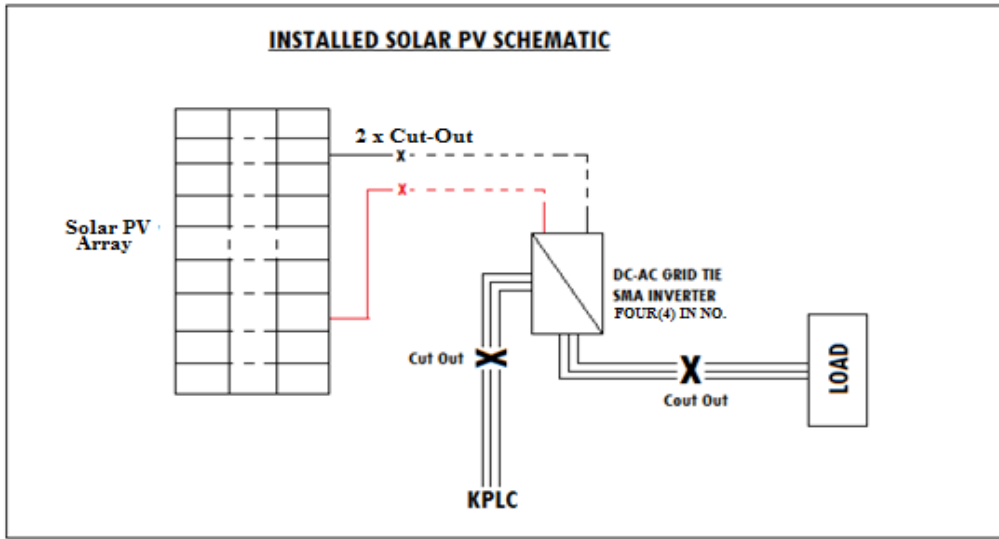 INSTALLED SOLAR PV SCHEMATIC
2 x Cut-Out
Solar PV
Array
DC-AC GRID TIE
SMA INVERTER
FOUR(4) IN NO.
Cut Out
Cout Out
LOAD
KPLC